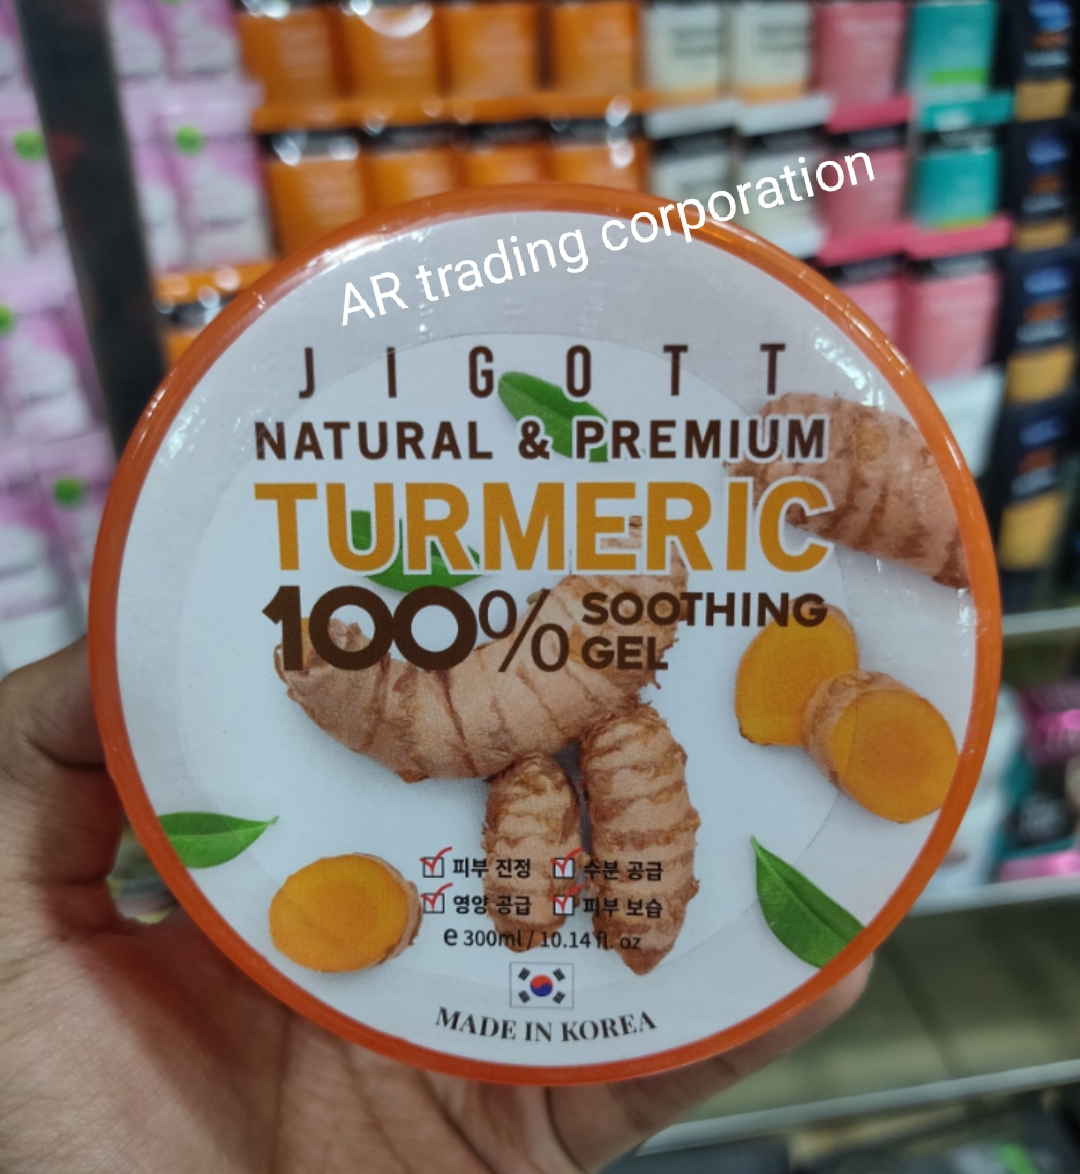 AR trading corporation
JIGOTT
NATURAL & PREMIUM
TURMERIC
100% SOOTHING
GEL
피부 진정 수분 공급
영양 공급 피부 보습
e 300ml / 10.14 fl. oz
MADE IN KOREA